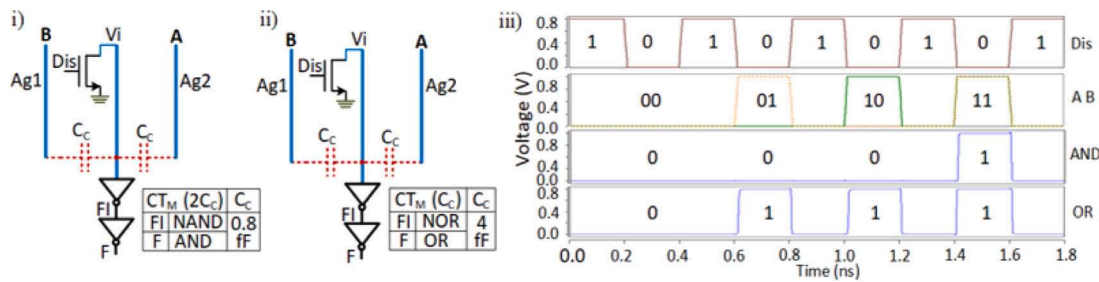 i)
B
Vi
A
Dis
Ag1
Ag2
C_C
C_C
FI
F
CT_M (2C_C) C_C
FI NAND 0.8
F AND fF
ii)
B
Vi
A
Dis
Ag1
Ag2
C_C
C_C
FI
F
CT_M (C_C) C_C
FI NOR 4
F OR fF
iii)
Voltage (V)
0.8
0.4
0.0
1 0 1 0 1 0 1 0 1
Dis
0.8
0.4
0.0
00 01 10 11
A B
0.8
0.4
0.0
0 0 0 1
AND
0.8
0.4
0.0
0 1 1 1
OR
0.0 0.2 0.4 0.6 0.8 1.0 1.2 1.4 1.6 1.8
Time (ns)